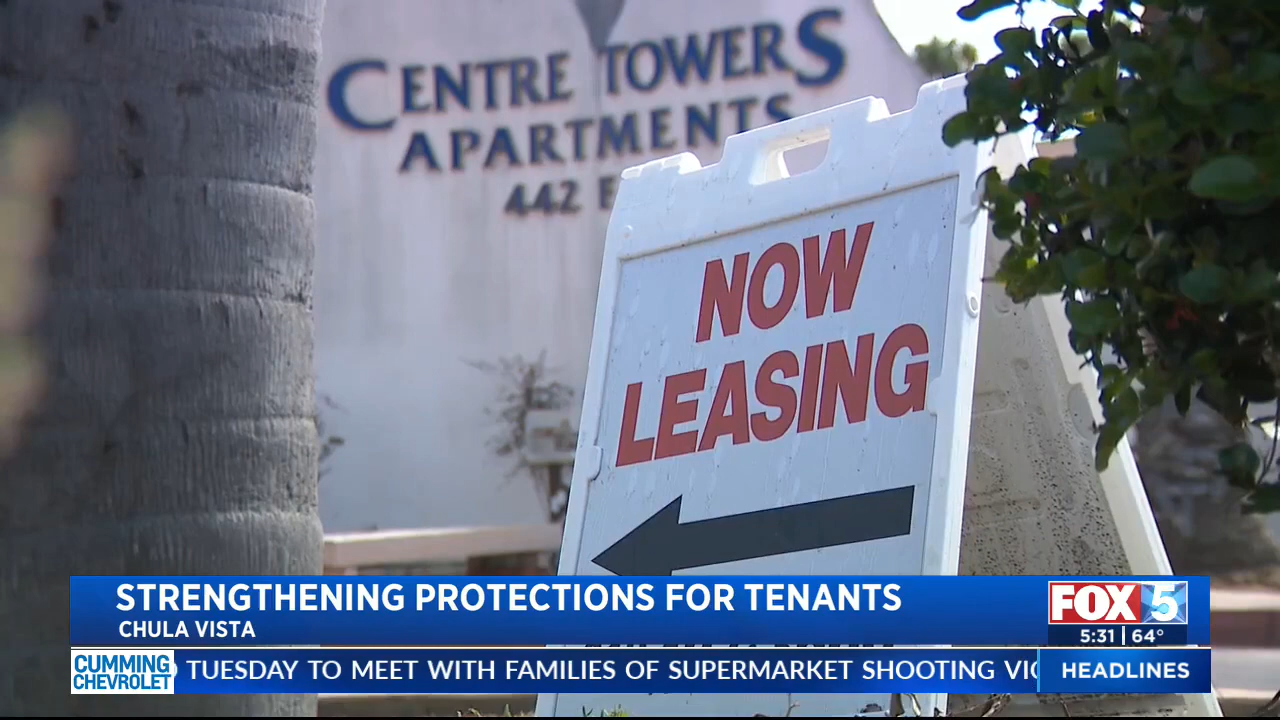 CENTRE TOWERS
APARTMENTS
442
NOW
LEASING
STRENGTHENING PROTECTIONS FOR TENANTS
CHULA VISTA
FOX 5
5:31 | 64°
CUMMING
CHEVROLET
TUESDAY TO MEET WITH FAMILIES OF SUPERMARKET SHOOTING
HEADLINES